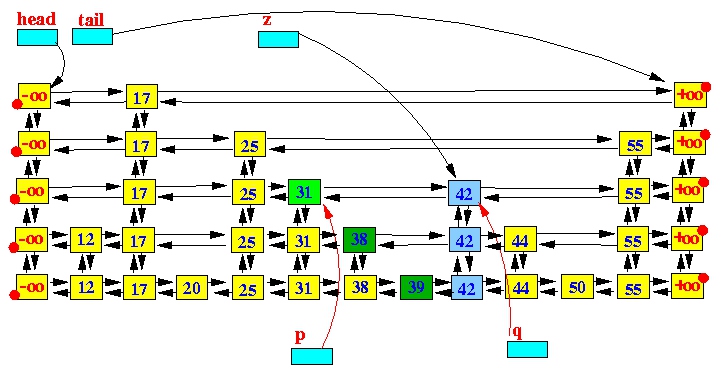 head tail z
-oo 17 +oo
-oo 17 25 55 +oo
-oo 17 25 31 42 55 +oo
-oo 12 17 25 31 38 42 44 55 +oo
-oo 12 17 20 25 31 38 39 42 44 50 55 +oo
p q